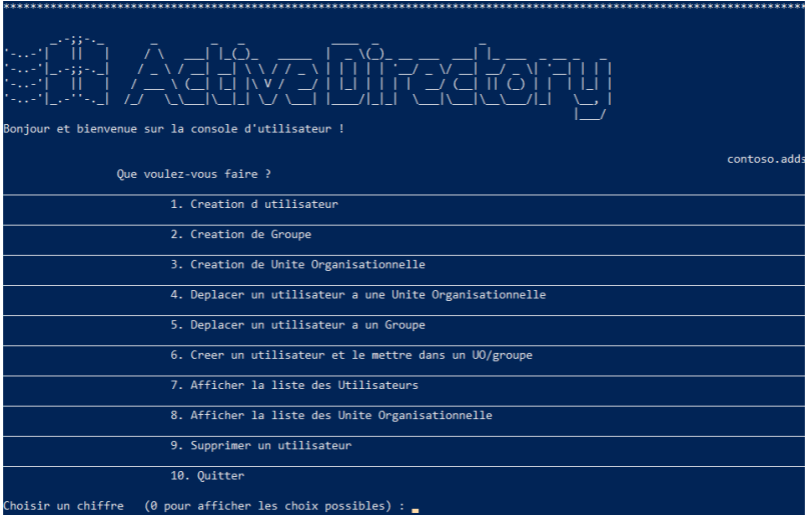 ActiveDirectory
Bonjour et bienvenue sur la console d'utilisateur !
contoso.adds
Que voulez-vous faire ?
1. Creation d utilisateur
2. Creation de Groupe
3. Creation de Unite Organisationnelle
4. Deplacer un utilisateur a une Unite Organisationnelle
5. Deplacer un utilisateur a un Groupe
6. Creer un utilisateur et le mettre dans un UO/groupe
7. Afficher la liste des Utilisateurs
8. Afficher la liste des Unite Organisationnelle
9. Supprimer un utilisateur
10. Quitter
Choisir un chiffre (0 pour afficher les choix possibles) :